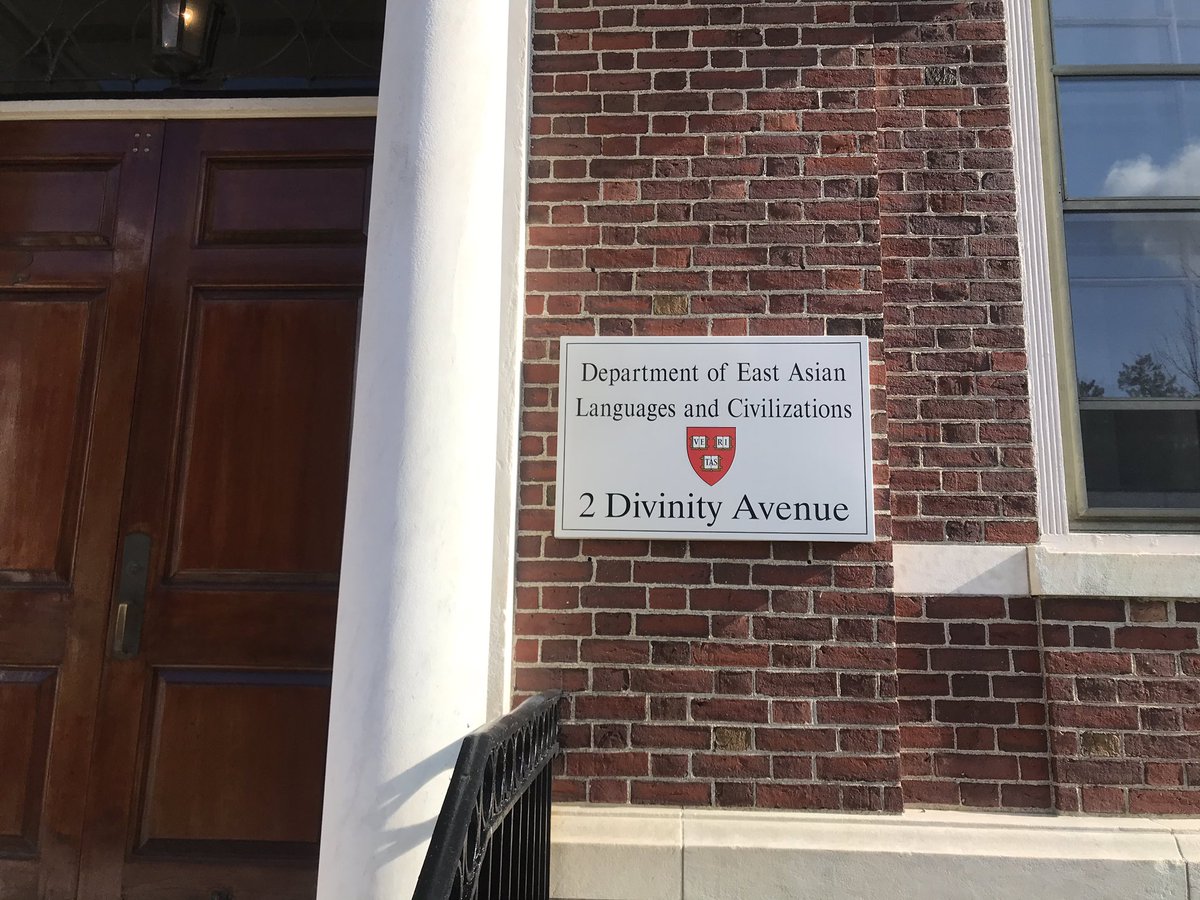 Department of East Asian
Languages and Civilizations
VE RI
TAS
2 Divinity Avenue